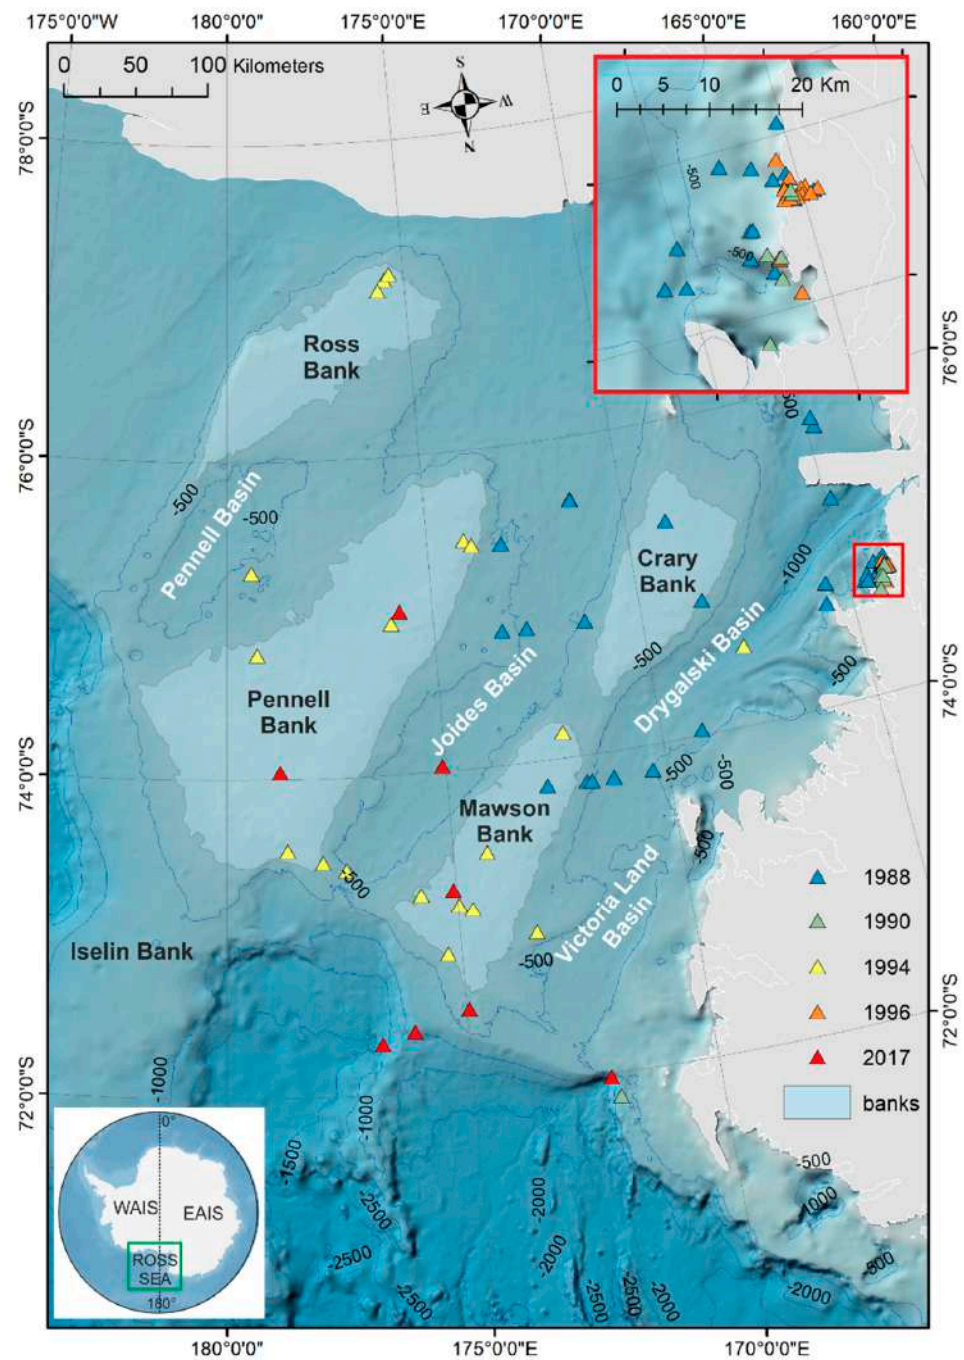 175°0'0"W 180°0'0" 175°0'0"E 170°0'0"E 165°0'0"E 160°0'0"E
0 50 100 Kilometers
S
E W
N
0 5 10 20 Km
-500
-500
78°0'0"S
76°0'0"S
74°0'0"S
72°0'0"S
76°0'0"S
74°0'0"S
72°0'0"S
Ross
Bank
-500
-500
Pennell Basin
Crary
Bank
-1000
-500
Drygalski Basin
-500
Pennell
Bank
Joides Basin
-500
-500
-500
Mawson
Bank
-500
Victoria Land
Basin
-500
Iselin Bank
1988
1990
1994
1996
2017
banks
-1000
-1000
-1500
-2500
-2500
-2500
-2000
-2000
-2500
-2500
-2000
-500
-1000
-500
-2000
0°
WAIS EAIS
ROSS
SEA
180°
180°0'0" 175°0'0"E 170°0'0"E